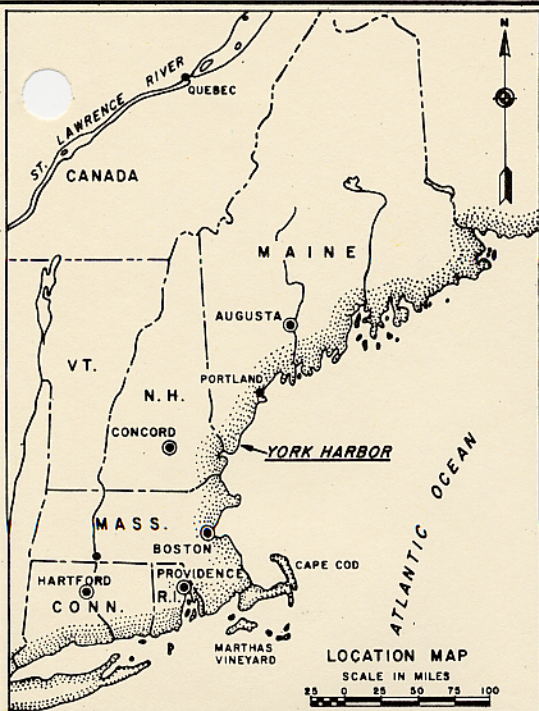 N
ST. LAWRENCE RIVER
QUEBEC
CANADA
MAINE
AUGUSTA
VT.
PORTLAND
N.H.
CONCORD
YORK HARBOR
ATLANTIC OCEAN
MASS.
BOSTON
CAPE COD
HARTFORD
PROVIDENCE
R.I.
CONN.
MARTHAS
VINEYARD
LOCATION MAP
SCALE IN MILES
25 0 25 50 75 100